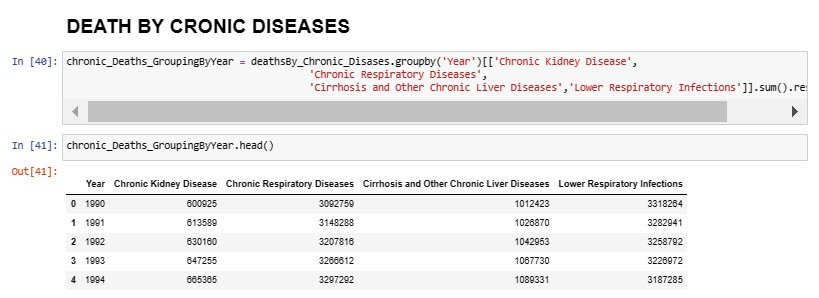 DEATH BY CRONIC DISEASES
In [40]: chronic_Deaths_GroupingByYear = deathsBy_Chronic_Disases.groupby('Year')[['Chronic Kidney Disease',
'Chronic Respiratory Diseases',
'Cirrhosis and Other Chronic Liver Diseases','Lower Respiratory Infections']].sum().re
In [41]: chronic_Deaths_GroupingByYear.head()
Out[41]:
Year Chronic Kidney Disease Chronic Respiratory Diseases Cirrhosis and Other Chronic Liver Diseases Lower Respiratory Infections
0 1990 600925 3092759 1012423 3318264
1 1991 613589 3148288 1026870 3282941
2 1992 630160 3207816 1042953 3258792
3 1993 647255 3266612 1067730 3226972
4 1994 665365 3297292 1089331 3187285